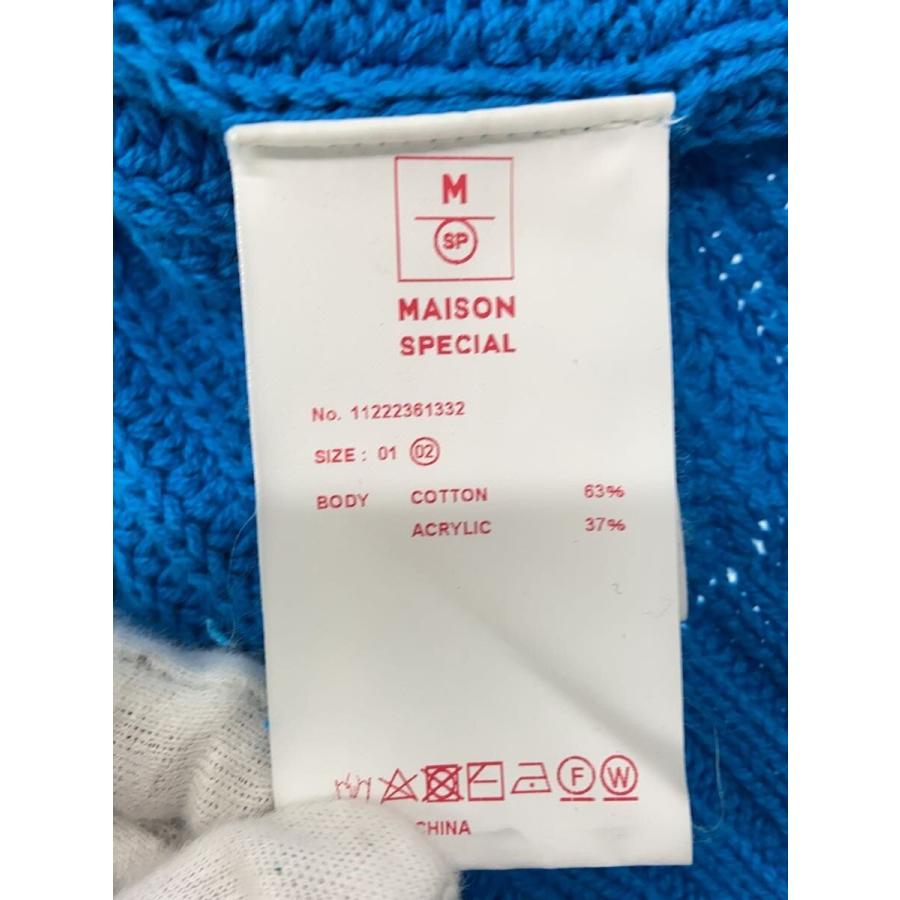 M
SP
MAISON
SPECIAL
No. 11222361332
SIZE : 01 02
BODY COTTON 63%
ACRYLIC 37%
F W
CHINA